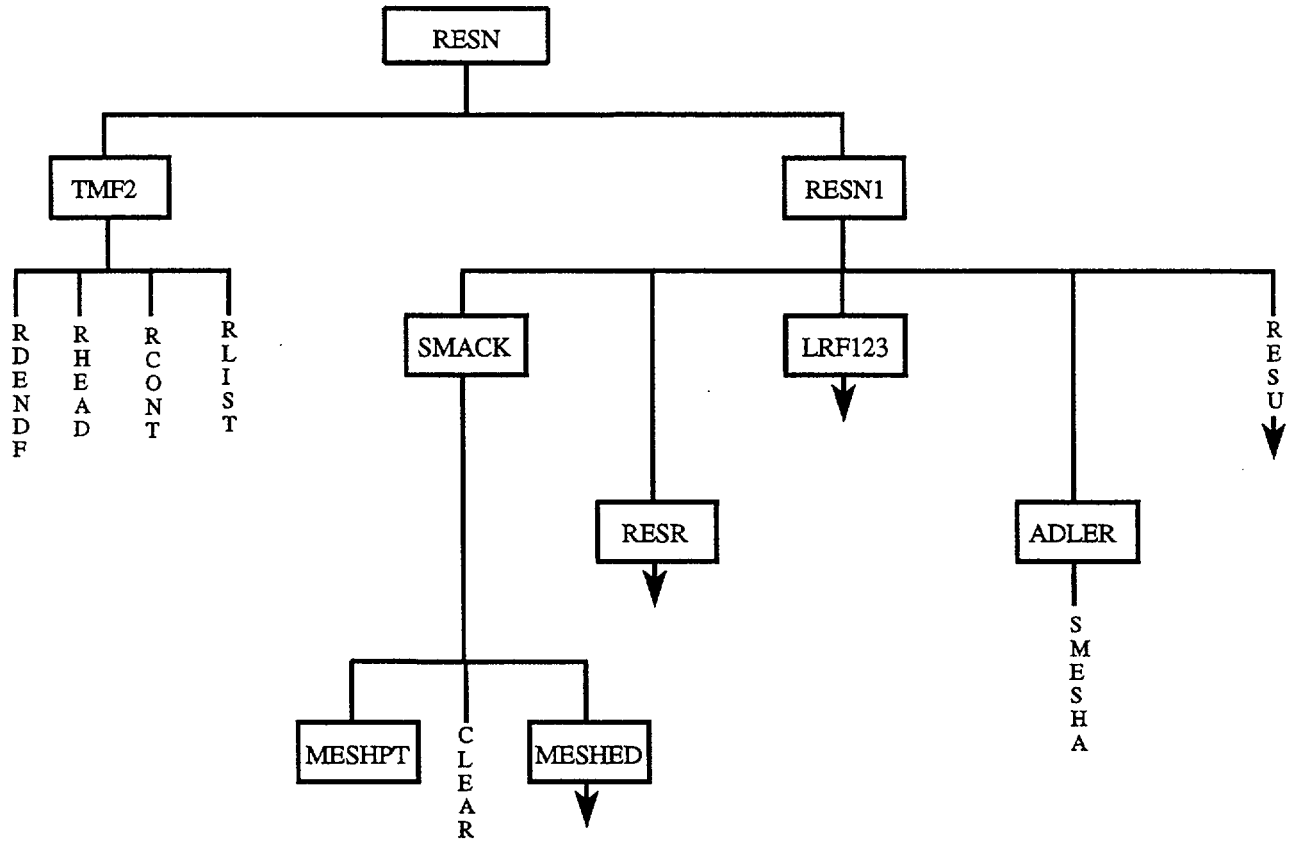 RESN
TMF2
RESN1
RDENDF
RHEAD
RCONT
RLIST
SMACK
LRF123
RESU
RESR
ADLER
SMESHA
MESHPT
CLEAR
MESHED